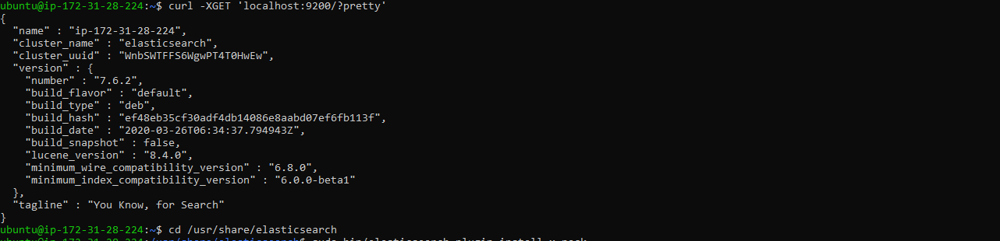 ubuntu@ip-172-31-28-224:~$ curl -XGET 'localhost:9200/?pretty'
{
  "name" : "ip-172-31-28-224",
  "cluster_name" : "elasticsearch",
  "cluster_uuid" : "WnbSWTFFS6WgwPT4T0HwEw",
  "version" : {
    "number" : "7.6.2",
    "build_flavor" : "default",
    "build_type" : "deb",
    "build_hash" : "ef48eb35cf30adf4db14086e8aabd07ef6fb113f",
    "build_date" : "2020-03-26T06:34:37.794943Z",
    "build_snapshot" : false,
    "lucene_version" : "8.4.0",
    "minimum_wire_compatibility_version" : "6.8.0",
    "minimum_index_compatibility_version" : "6.0.0-beta1"
  },
  "tagline" : "You Know, for Search"
}
ubuntu@ip-172-31-28-224:~$ cd /usr/share/elasticsearch
ubuntu@ip-172-31-28-224:/usr/share/elasticsearch$ sudo bin/elasticsearch-plugin install x-pack